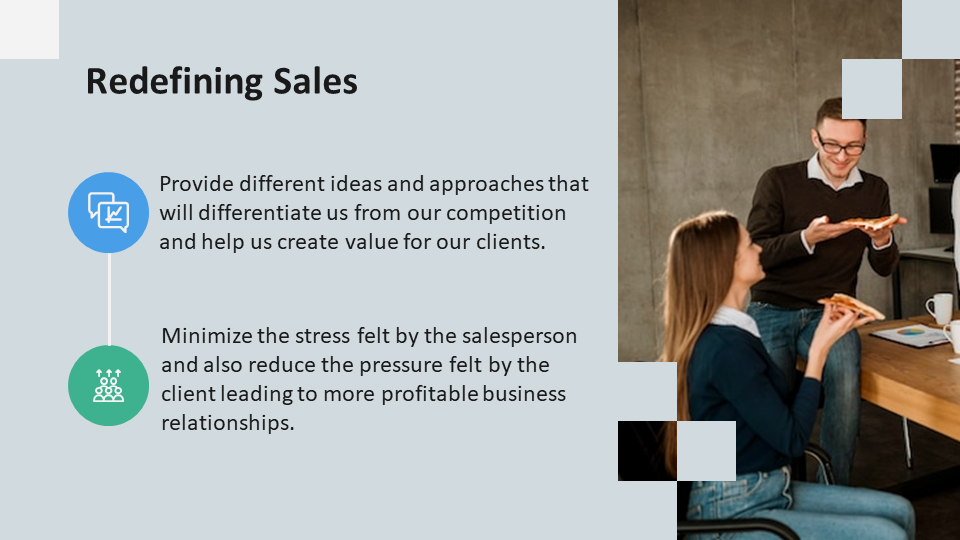 Redefining Sales
Provide different ideas and approaches that
will differentiate us from our competition
and help us create value for our clients.
Minimize the stress felt by the salesperson
and also reduce the pressure felt by the
client leading to more profitable business
relationships.